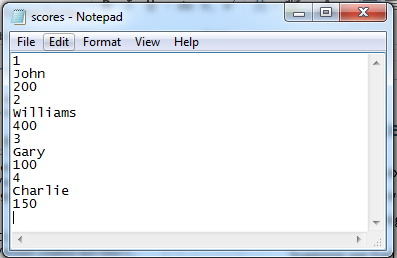 scores - Notepad
File Edit Format View Help
1
John
200
2
Williams
400
3
Gary
100
4
Charlie
150